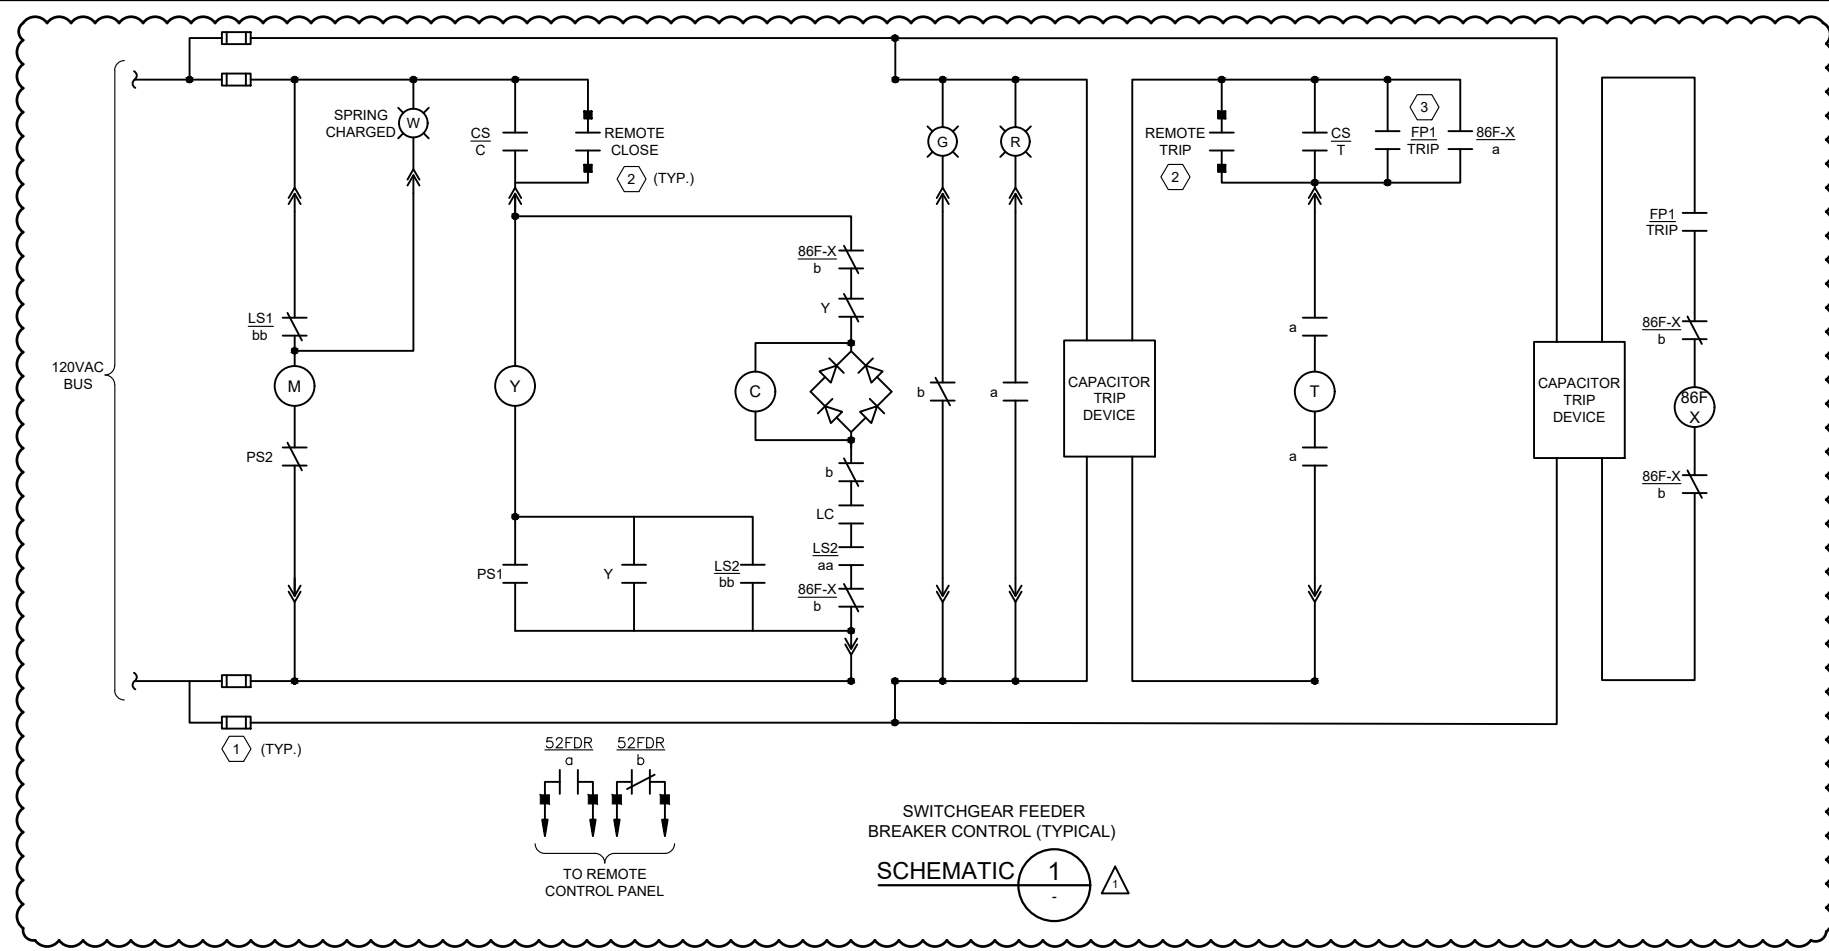 SPRING
CHARGED
W
CS
C
REMOTE
CLOSE
2 (TYP.)
G
R
REMOTE
TRIP
2
CS
T
3
FP1
TRIP
86F-X
a
FP1
TRIP
120VAC
BUS
LS1
bb
M
PS2
Y
86F-X
b
Y
C
b
LC
LS2
aa
86F-X
b
PS1
Y
LS2
bb
b
a
CAPACITOR
TRIP
DEVICE
a
T
a
CAPACITOR
TRIP
DEVICE
86F-X
b
86F
X
86F-X
b
1 (TYP.)
52FDR
a
52FDR
b
TO REMOTE
CONTROL PANEL
SWITCHGEAR FEEDER
BREAKER CONTROL (TYPICAL)
SCHEMATIC
1
-
1